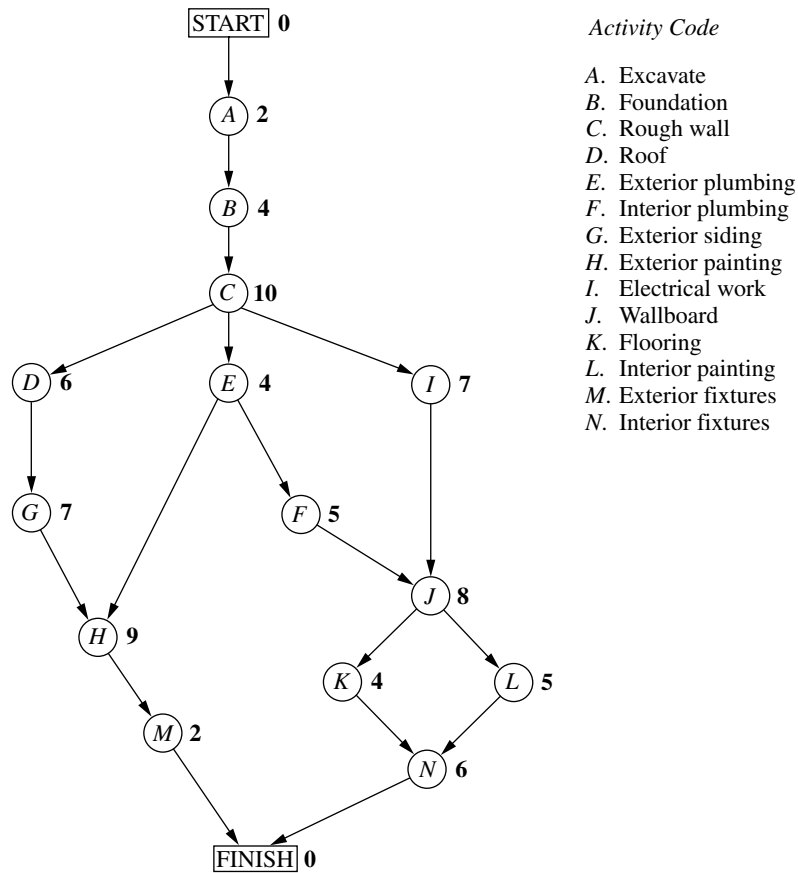 START 0
Activity Code
A. Excavate
A 2
B. Foundation
C. Rough wall
D. Roof
E. Exterior plumbing
B 4
F. Interior plumbing
G. Exterior siding
H. Exterior painting
C 10
I. Electrical work
J. Wallboard
K. Flooring
L. Interior painting
D 6
E 4
I 7
M. Exterior fixtures
N. Interior fixtures
G 7
F 5
J 8
H 9
K 4
L 5
M 2
N 6
FINISH 0